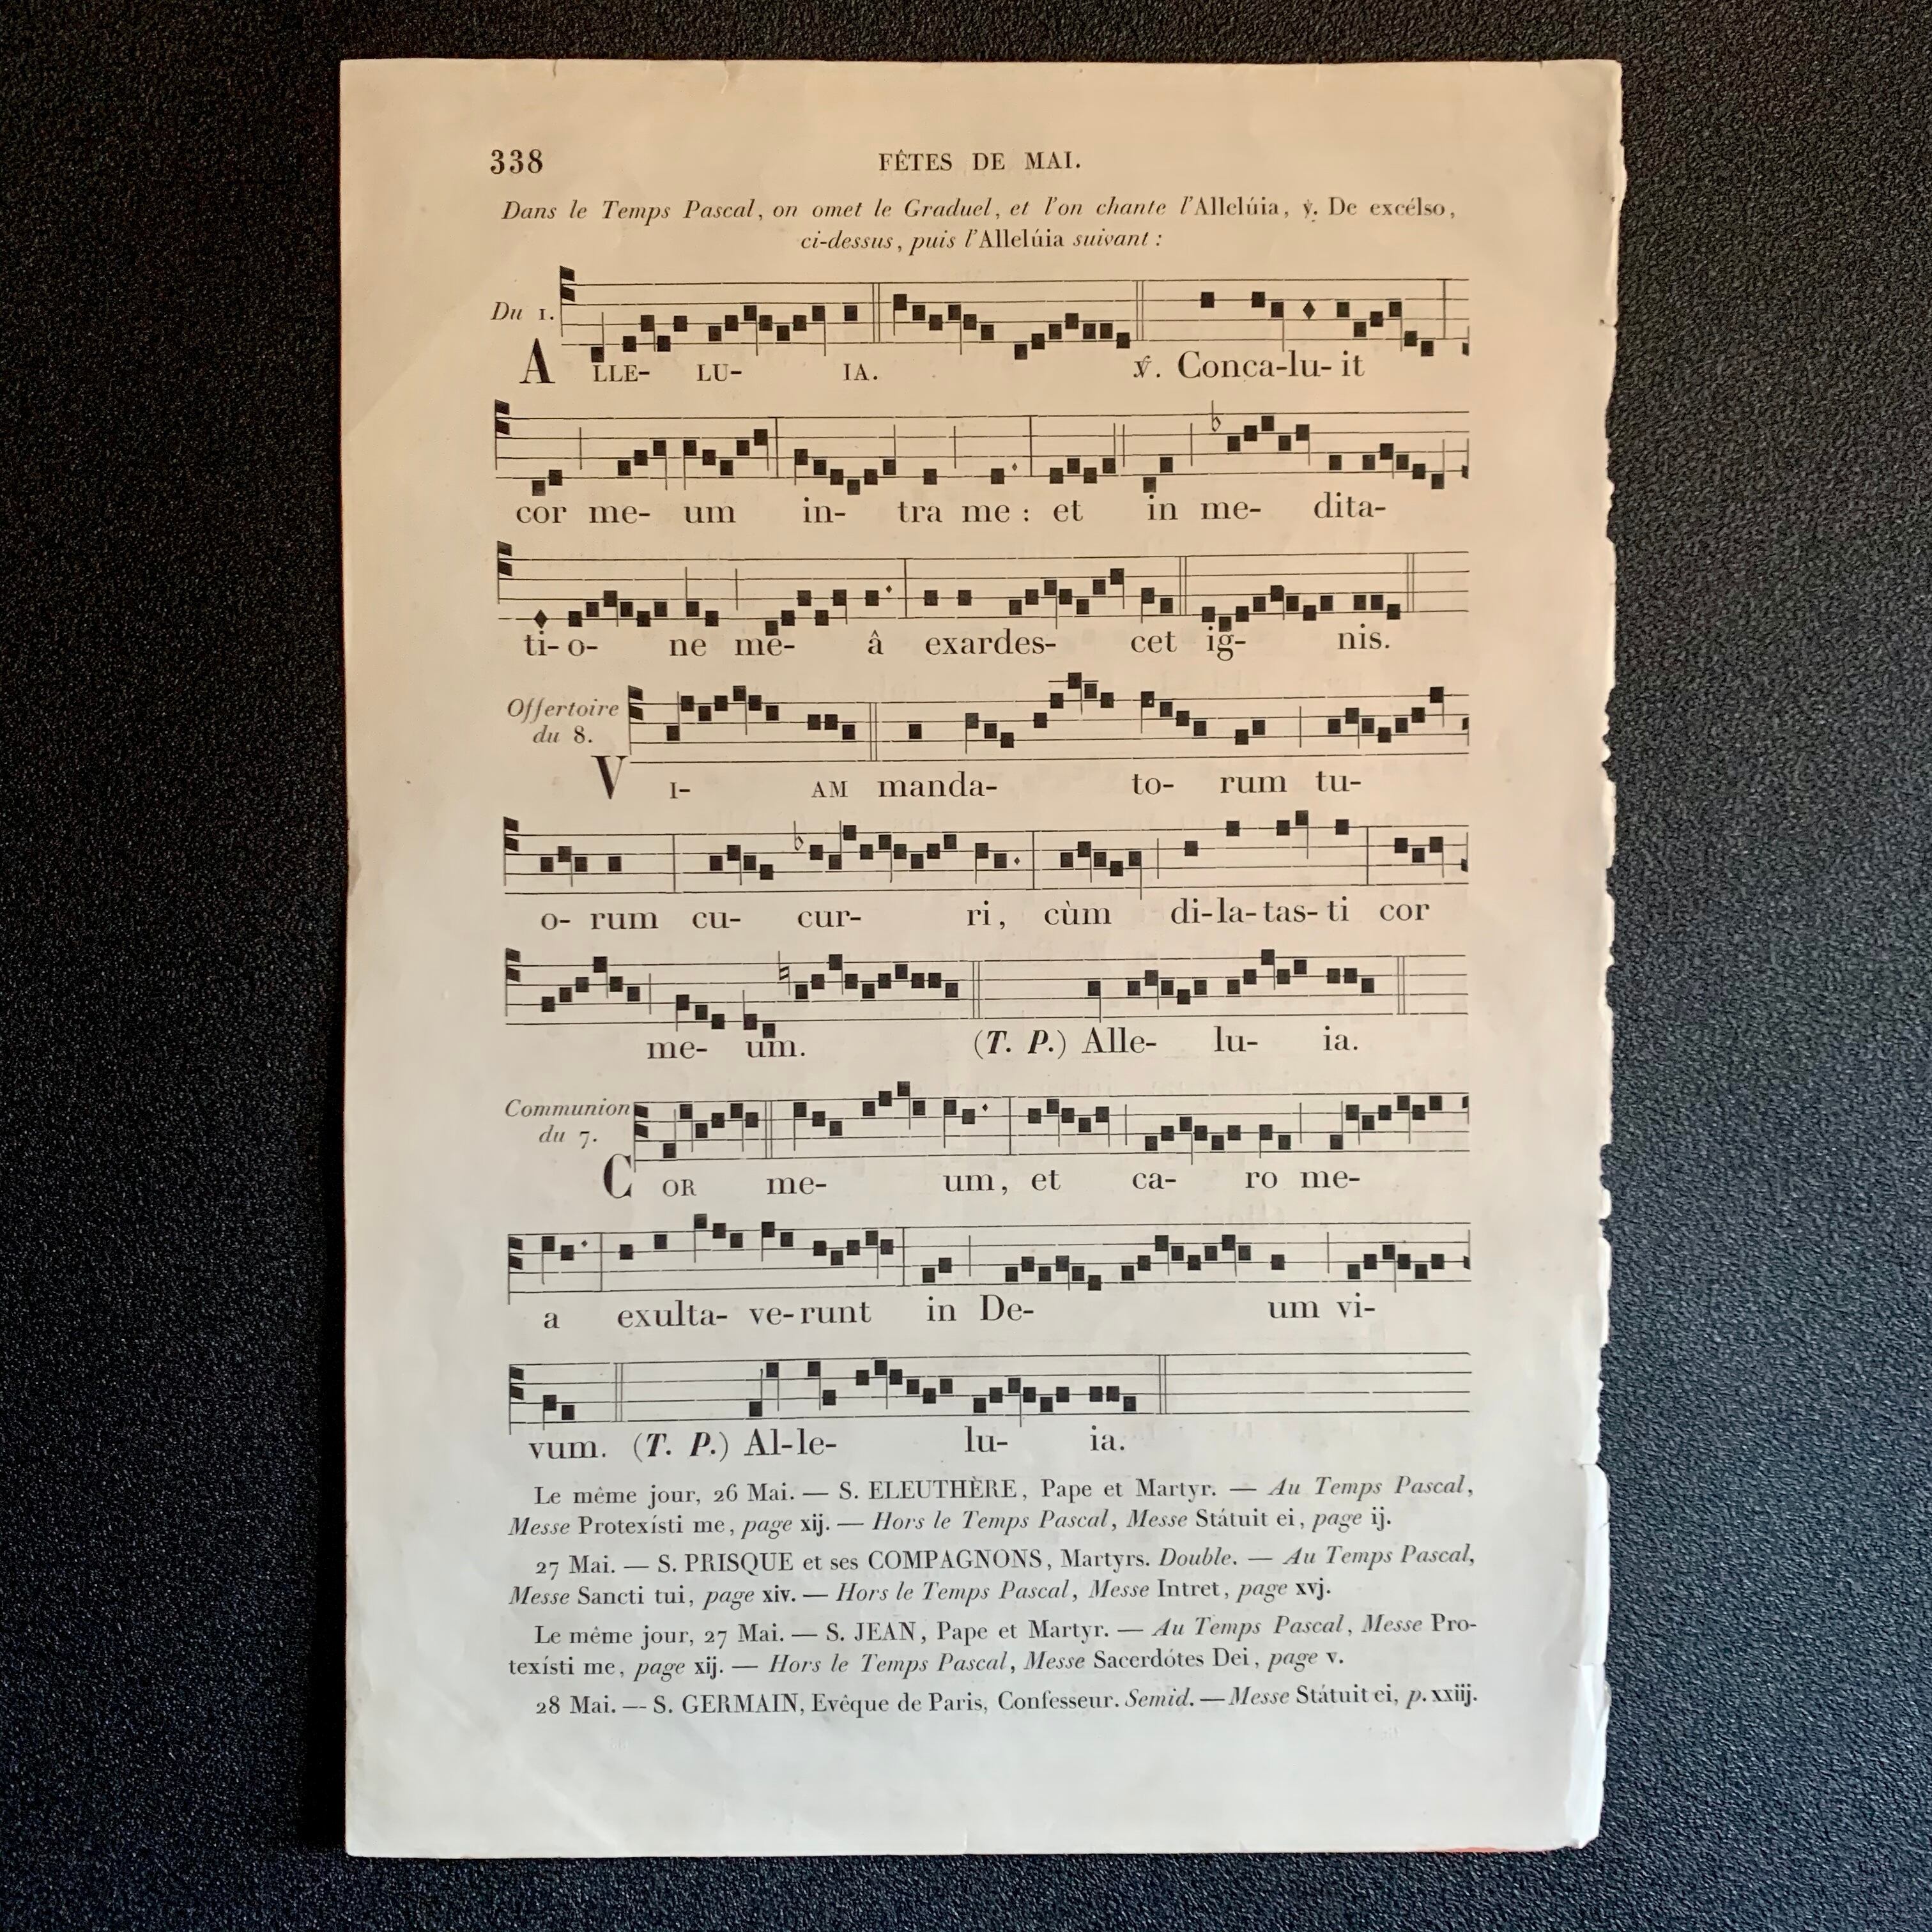 338 FÊTES DE MAI.
Dans le Temps Pascal, on omet le Graduel, et l'on chante l'Allelúia, ℣. De excélso,
ci-dessus, puis l'Allelúia suivant :
Du 1.
A LLE- LU- IA. ℣. Conca-lu- it
cor me- um in- tra me : et in me- dita-
ti- o- ne me- â exardes- cet ig- nis.
Offertoire
du 8.
V I- AM manda- to- rum tu-
o- rum cu- cur- ri, cùm di-la-tas-ti cor
me- um. (T. P.) Alle- lu- ia.
Communion
du 7.
C OR me- um, et ca- ro me-
a exulta- ve-runt in De- um vi-
vum. (T. P.) Al-le- lu- ia.
Le même jour, 26 Mai. — S. ELEUTHÈRE, Pape et Martyr. — Au Temps Pascal,
Messe Protexísti me, page xij. — Hors le Temps Pascal, Messe Státuit ei, page ij.
27 Mai. — S. PRISQUE et ses COMPAGNONS, Martyrs. Double. — Au Temps Pascal,
Messe Sancti tui, page xiv. — Hors le Temps Pascal, Messe Intret, page xvj.
Le même jour, 27 Mai. — S. JEAN, Pape et Martyr. — Au Temps Pascal, Messe Pro-
texísti me, page xij. — Hors le Temps Pascal, Messe Sacerdótes Dei, page v.
28 Mai. — S. GERMAIN, Evêque de Paris, Confesseur. Semid. — Messe Státuit ei, p. xxiij.